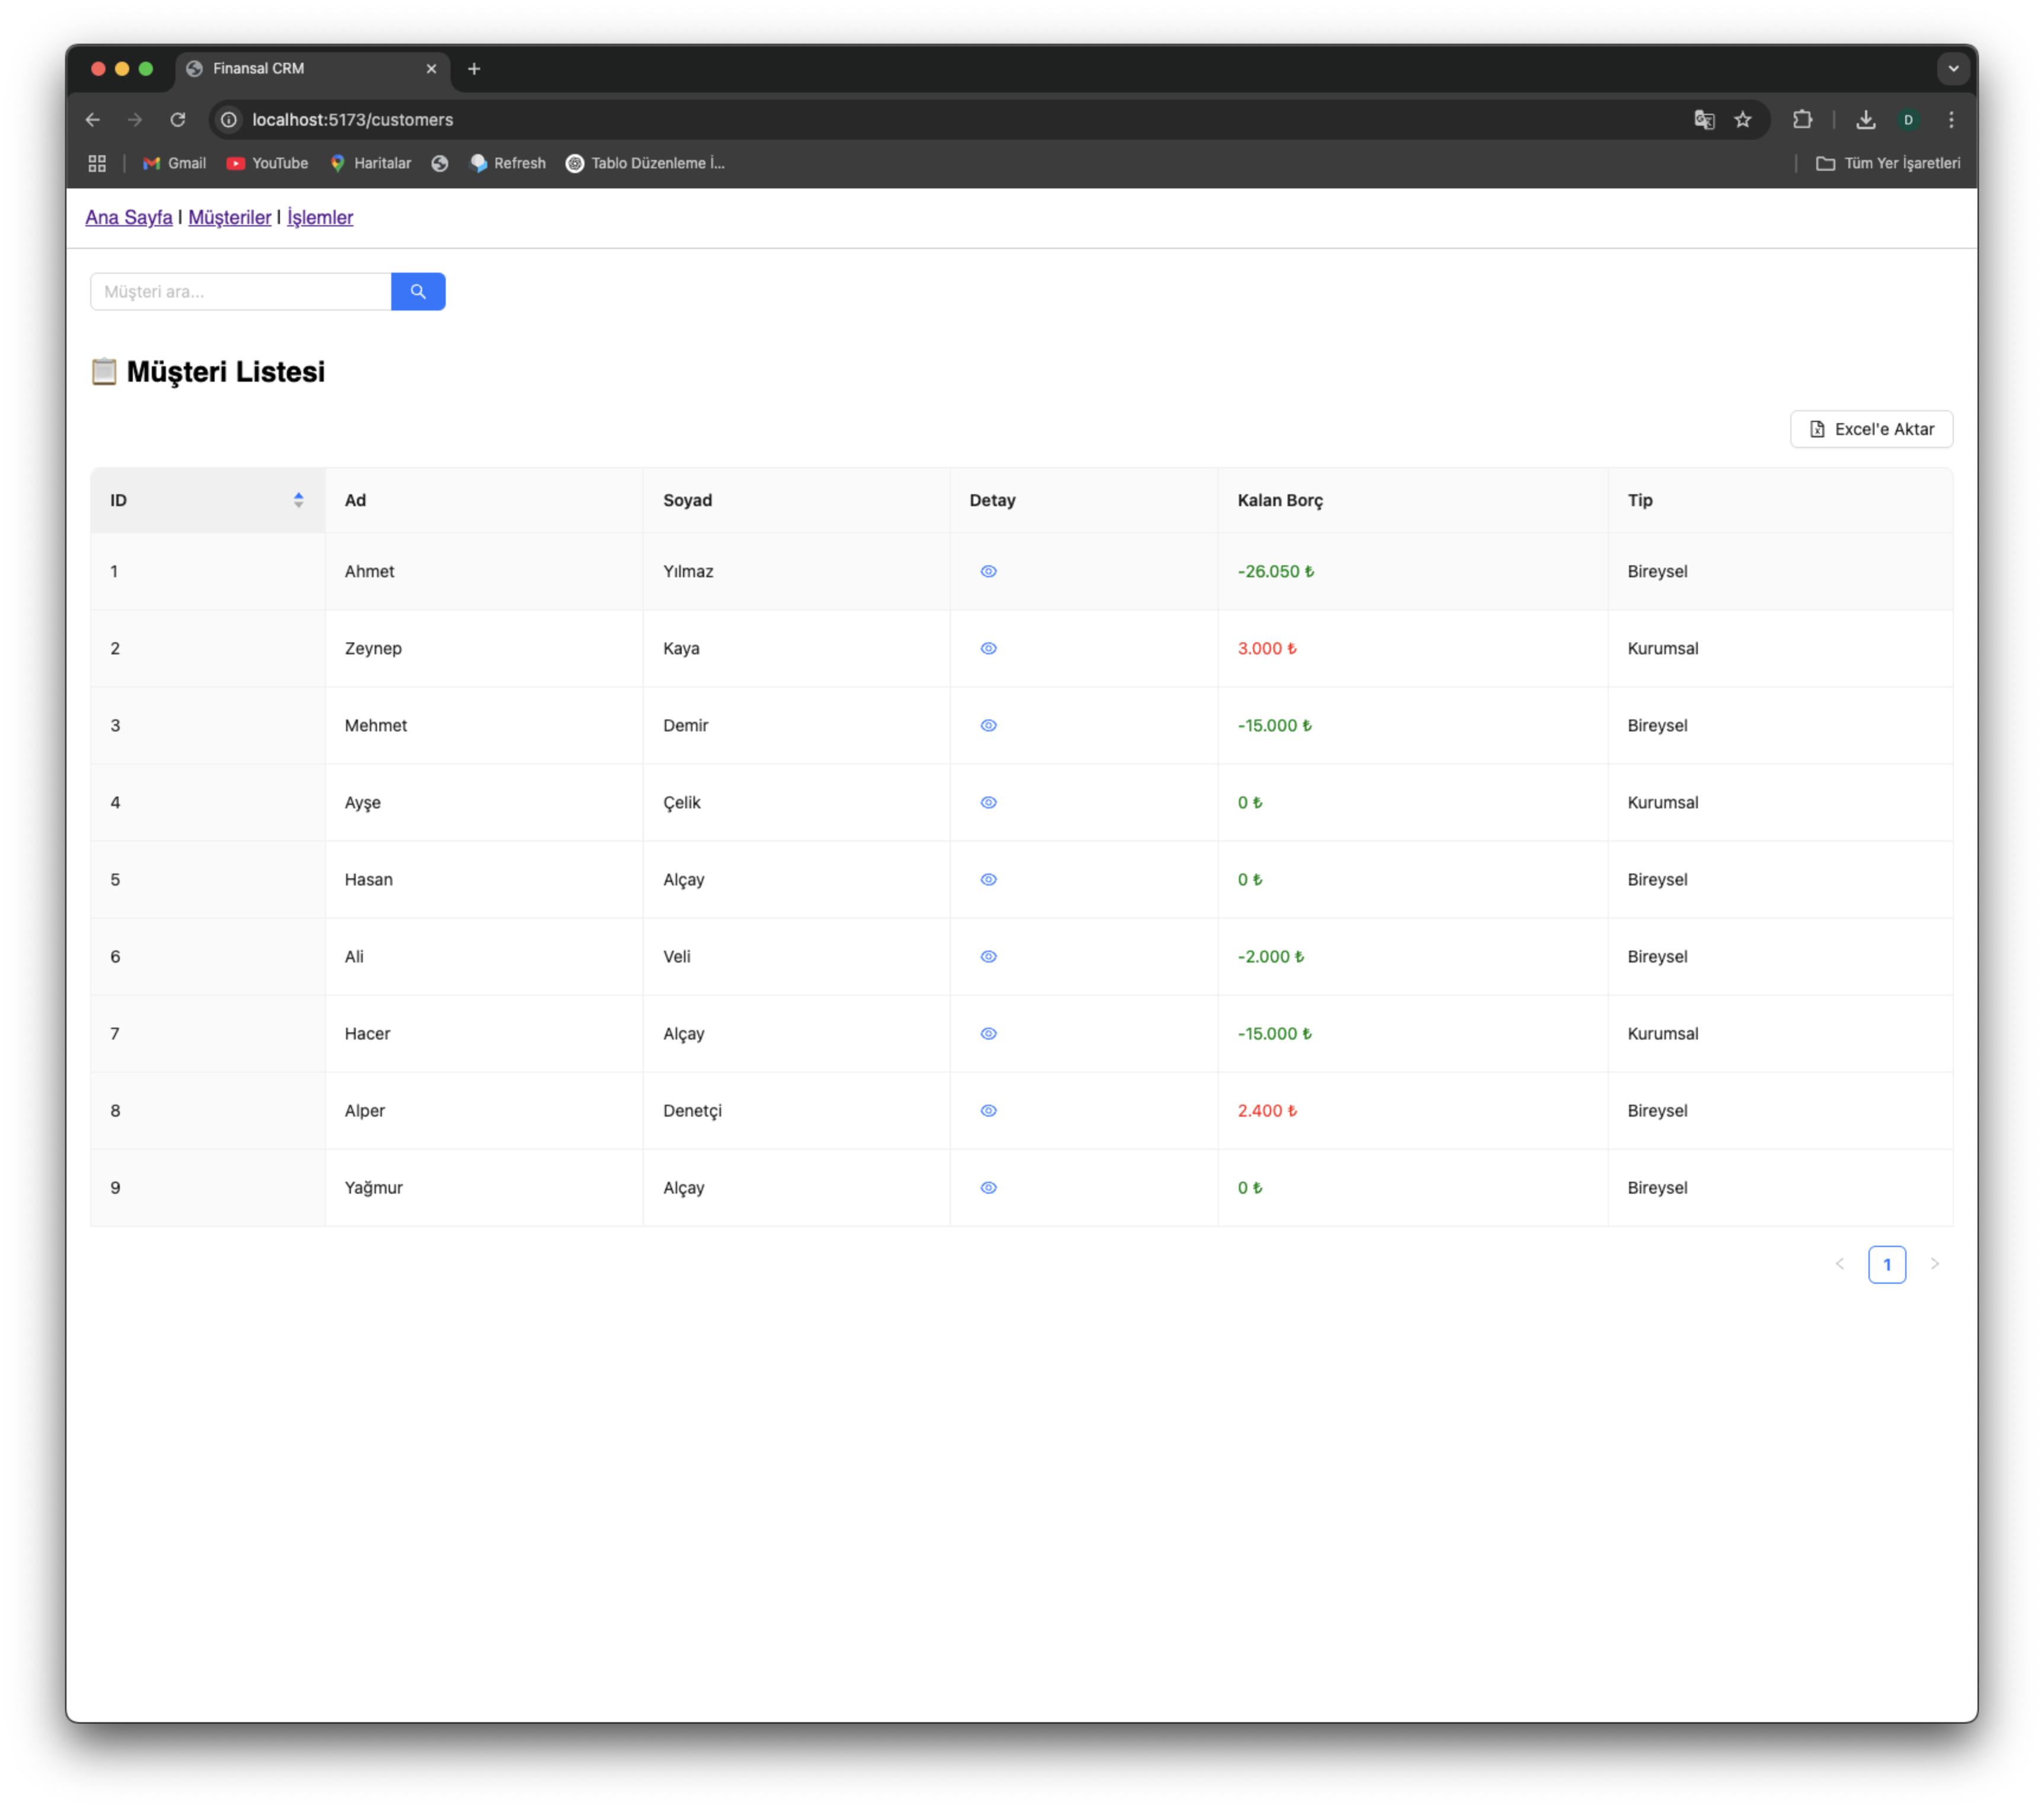 Finansal CRM
localhost:5173/customers
D
Gmail YouTube Haritalar Refresh Tablo Düzenleme İ... Tüm Yer İşaretleri
Ana Sayfa | Müşteriler | İşlemler
Müşteri ara...
Müşteri Listesi
Excel'e Aktar
ID Ad Soyad Detay Kalan Borç Tip
1 Ahmet Yılmaz -26.050 ₺ Bireysel
2 Zeynep Kaya 3.000 ₺ Kurumsal
3 Mehmet Demir -15.000 ₺ Bireysel
4 Ayşe Çelik 0 ₺ Kurumsal
5 Hasan Alçay 0 ₺ Bireysel
6 Ali Veli -2.000 ₺ Bireysel
7 Hacer Alçay -15.000 ₺ Kurumsal
8 Alper Denetçi 2.400 ₺ Bireysel
9 Yağmur Alçay 0 ₺ Bireysel
1